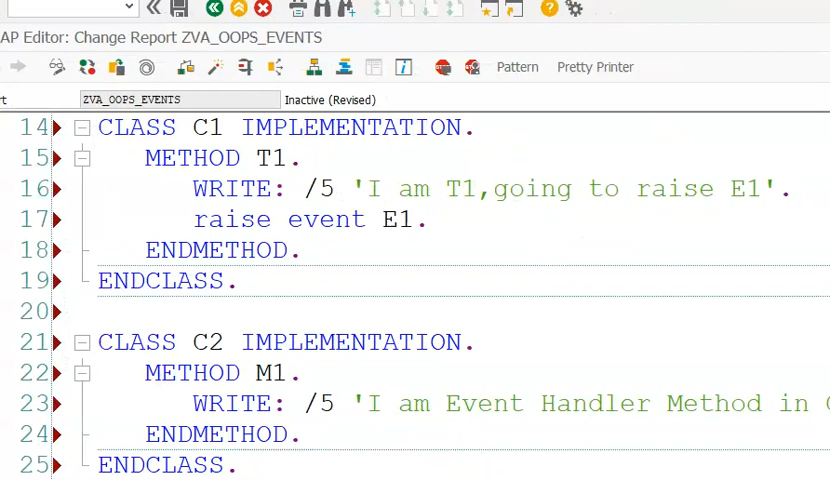 AP Editor: Change Report ZVA_OOPS_EVENTS
Pattern Pretty Printer
rt ZVA_OOPS_EVENTS Inactive (Revised)
14 CLASS C1 IMPLEMENTATION.
15 METHOD T1.
16 WRITE: /5 'I am T1,going to raise E1'.
17 raise event E1.
18 ENDMETHOD.
19 ENDCLASS.
20
21 CLASS C2 IMPLEMENTATION.
22 METHOD M1.
23 WRITE: /5 'I am Event Handler Method in
24 ENDMETHOD.
25 ENDCLASS.